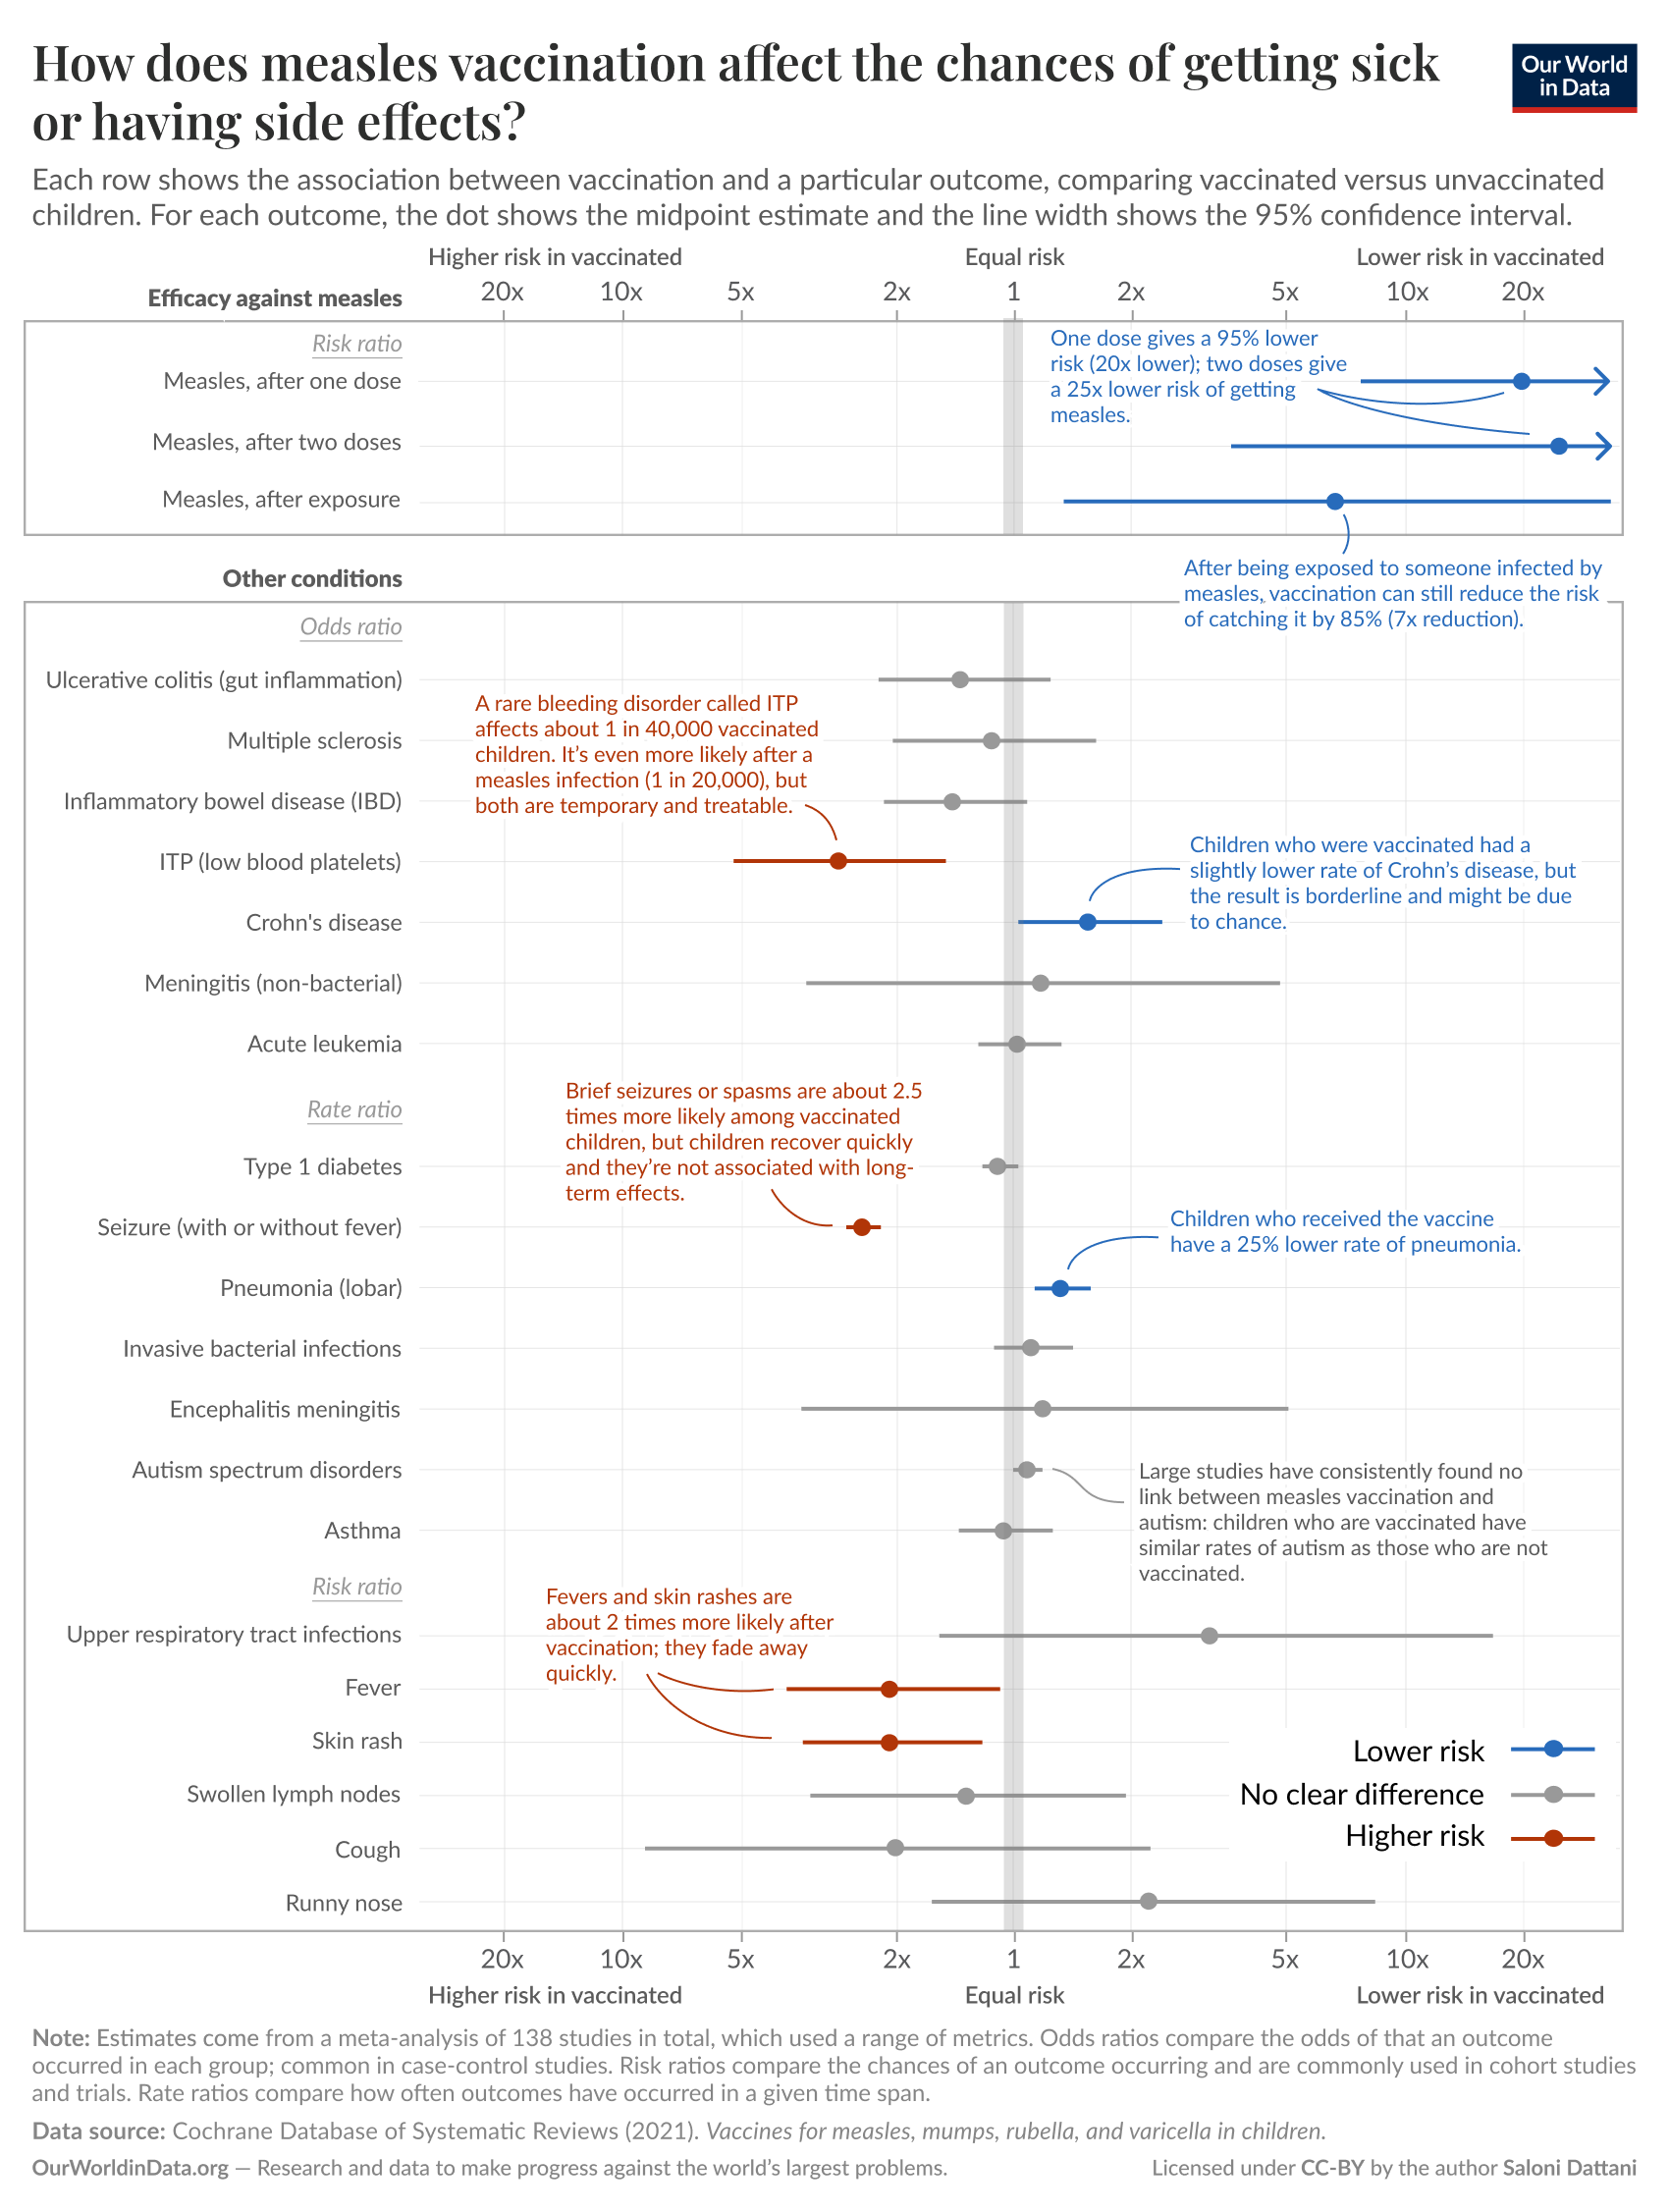 How does measles vaccination affect the chances of getting sick
or having side effects?
Our World
in Data
Each row shows the association between vaccination and a particular outcome, comparing vaccinated versus unvaccinated
children. For each outcome, the dot shows the midpoint estimate and the line width shows the 95% confidence interval.
Higher risk in vaccinated Equal risk Lower risk in vaccinated
Efficacy against measles 20x 10x 5x 2x 1 2x 5x 10x 20x
Risk ratio
One dose gives a 95% lower
risk (20x lower); two doses give
a 25x lower risk of getting
measles.
Measles, after one dose
Measles, after two doses
Measles, after exposure
After being exposed to someone infected by
measles, vaccination can still reduce the risk
of catching it by 85% (7x reduction).
Other conditions
Odds ratio
Ulcerative colitis (gut inflammation)
A rare bleeding disorder called ITP
affects about 1 in 40,000 vaccinated
children. It's even more likely after a
measles infection (1 in 20,000), but
both are temporary and treatable.
Multiple sclerosis
Inflammatory bowel disease (IBD)
ITP (low blood platelets)
Children who were vaccinated had a
slightly lower rate of Crohn's disease, but
the result is borderline and might be due
to chance.
Crohn's disease
Meningitis (non-bacterial)
Acute leukemia
Brief seizures or spasms are about 2.5
times more likely among vaccinated
children, but children recover quickly
and they're not associated with long-
term effects.
Rate ratio
Type 1 diabetes
Seizure (with or without fever)
Children who received the vaccine
have a 25% lower rate of pneumonia.
Pneumonia (lobar)
Invasive bacterial infections
Encephalitis meningitis
Autism spectrum disorders
Large studies have consistently found no
link between measles vaccination and
autism: children who are vaccinated have
similar rates of autism as those who are not
vaccinated.
Asthma
Risk ratio
Fevers and skin rashes are
about 2 times more likely after
vaccination; they fade away
quickly.
Upper respiratory tract infections
Fever
Skin rash
Swollen lymph nodes
Cough
Runny nose
Lower risk
No clear difference
Higher risk
20x 10x 5x 2x 1 2x 5x 10x 20x
Higher risk in vaccinated Equal risk Lower risk in vaccinated
Note: Estimates come from a meta-analysis of 138 studies in total, which used a range of metrics. Odds ratios compare the odds of that an outcome
occurred in each group; common in case-control studies. Risk ratios compare the chances of an outcome occurring and are commonly used in cohort studies
and trials. Rate ratios compare how often outcomes have occurred in a given time span.
Data source: Cochrane Database of Systematic Reviews (2021). Vaccines for measles, mumps, rubella, and varicella in children.
OurWorldinData.org — Research and data to make progress against the world's largest problems.
Licensed under CC-BY by the author Saloni Dattani